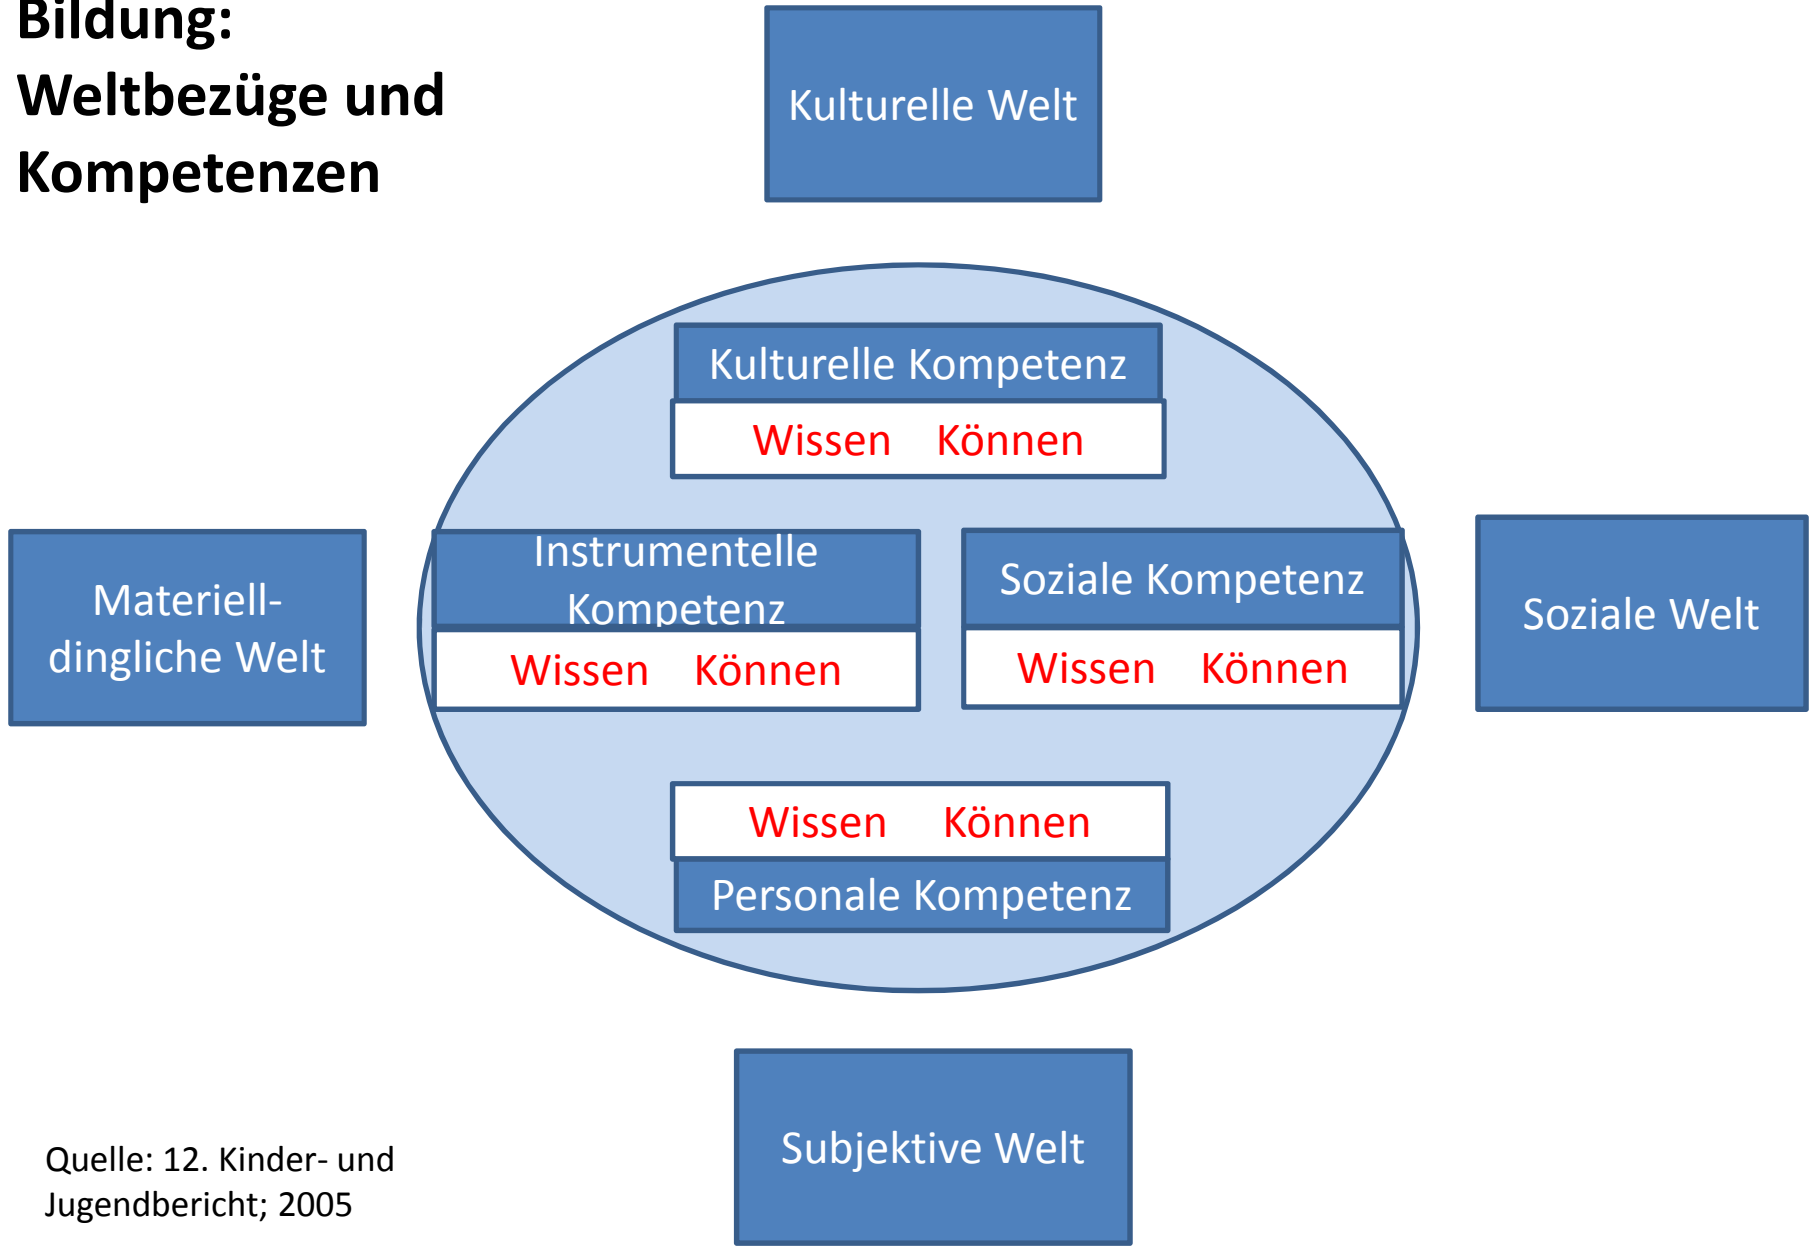 Bildung:
Weltbezüge und
Kompetenzen
Kulturelle Welt
Kulturelle Kompetenz
Wissen Können
Materiell-
dingliche Welt
Instrumentelle
Kompetenz
Wissen Können
Soziale Kompetenz
Wissen Können
Soziale Welt
Wissen Können
Personale Kompetenz
Subjektive Welt
Quelle: 12. Kinder- und
Jugendbericht; 2005